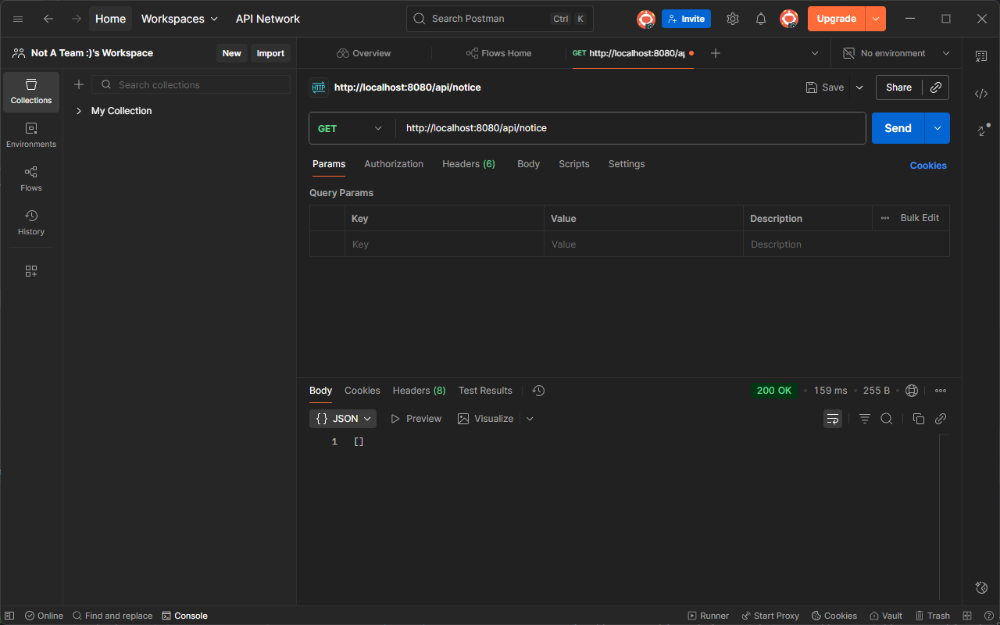 Home Workspaces API Network Search Postman Ctrl K Invite Upgrade
Not A Team :)'s Workspace New Import Overview Flows Home GET http://localhost:8080/ap No environment
Collections
Environments
Flows
History
Search collections
My Collection
HTTP http://localhost:8080/api/notice Save Share
GET http://localhost:8080/api/notice Send
Params Authorization Headers (6) Body Scripts Settings Cookies
Query Params
Key Value Description Bulk Edit
Key Value Description
Body Cookies Headers (8) Test Results 200 OK 159 ms 255 B
{} JSON Preview Visualize
1 []
Online Find and replace Console Runner Start Proxy Cookies Vault Trash